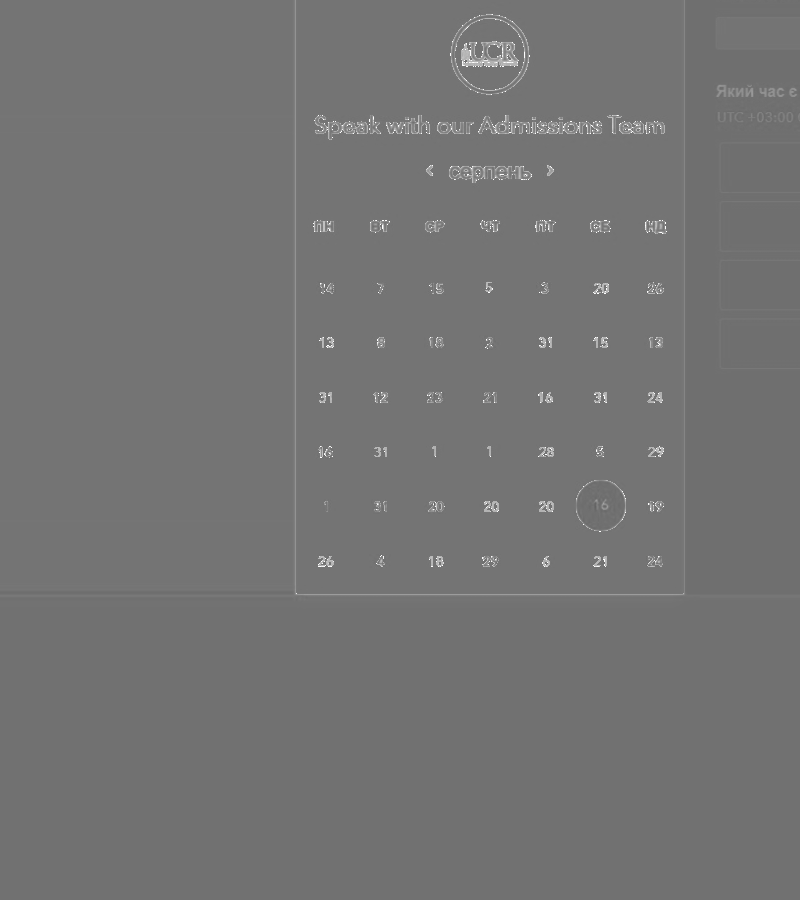 UCR
Speak with our Admissions Team
‹ серпень ›
ПН ВТ СР ЧТ ПТ СБ НД
14 7 15 5 3 20 26
13 8 18 2 31 15 13
31 12 23 21 16 31 24
16 31 1 1 28 5 29
1 31 20 20 20 16 19
26 4 18 29 6 21 24
Який час є
UTC +03:00